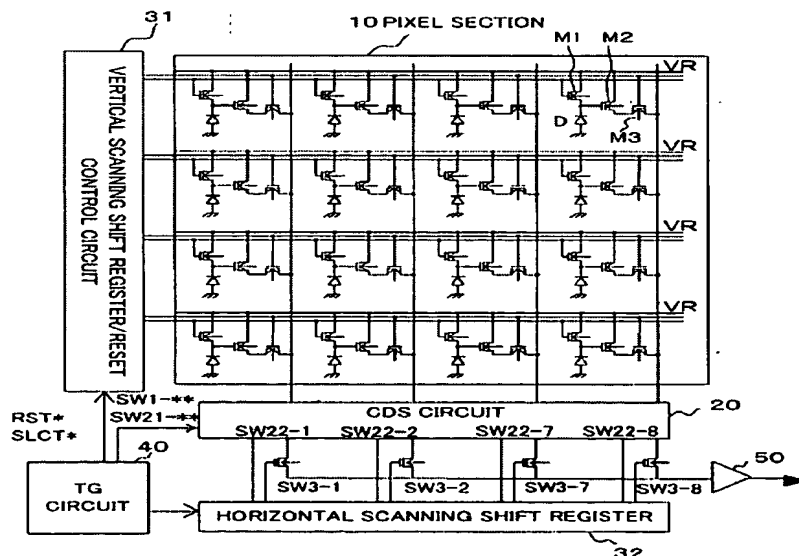 31
10 PIXEL SECTION
M1 M2
VR
D
M3
VR
VR
VR
VERTICAL SCANNING SHIFT REGISTER/RESET
CONTROL CIRCUIT
SW1-**
RST* SW21-**
SLCT*
CDS CIRCUIT
20
SW22-1 SW22-2 SW22-7 SW22-8
40
TG
CIRCUIT
50
SW3-1 SW3-2 SW3-7 SW3-8
HORIZONTAL SCANNING SHIFT REGISTER
32